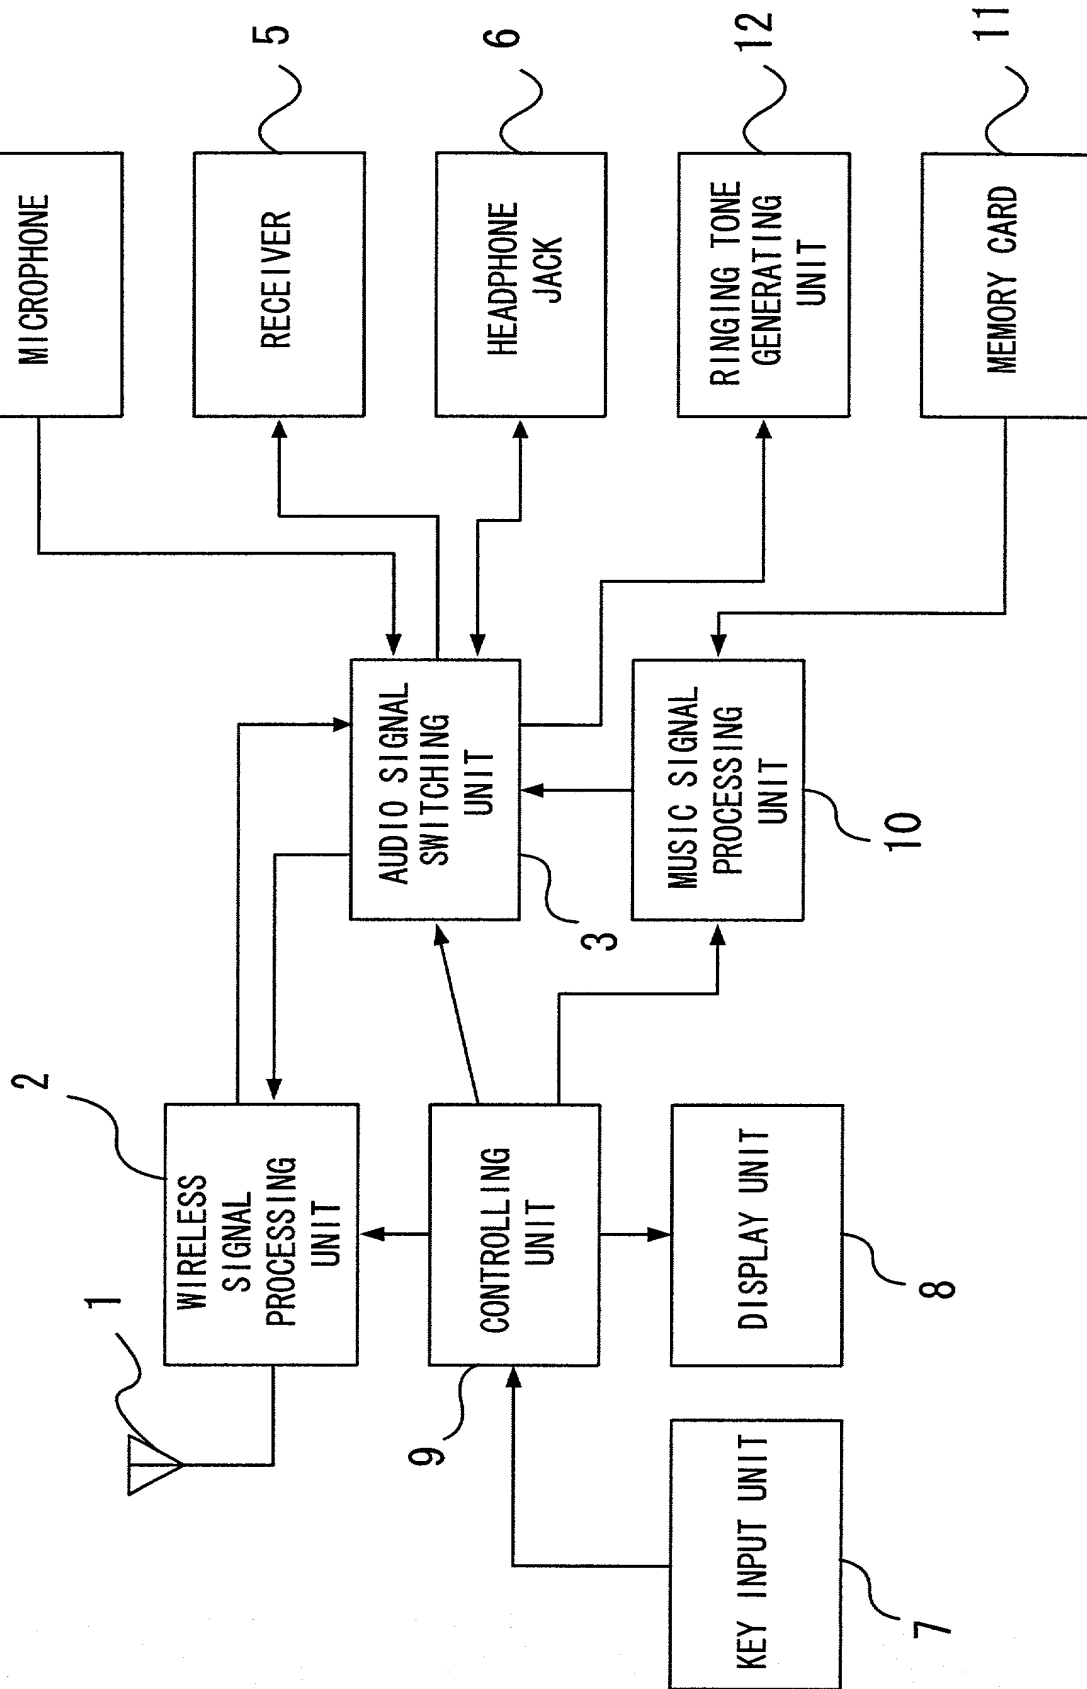 1
WIRELESS
SIGNAL
PROCESSING
UNIT
2
AUDIO SIGNAL
SWITCHING
UNIT
3
MICROPHONE
RECEIVER
5
HEADPHONE
JACK
6
RINGING TONE
GENERATING
UNIT
12
MEMORY CARD
11
MUSIC SIGNAL
PROCESSING
UNIT
10
CONTROLLING
UNIT
9
DISPLAY UNIT
8
KEY INPUT UNIT
7